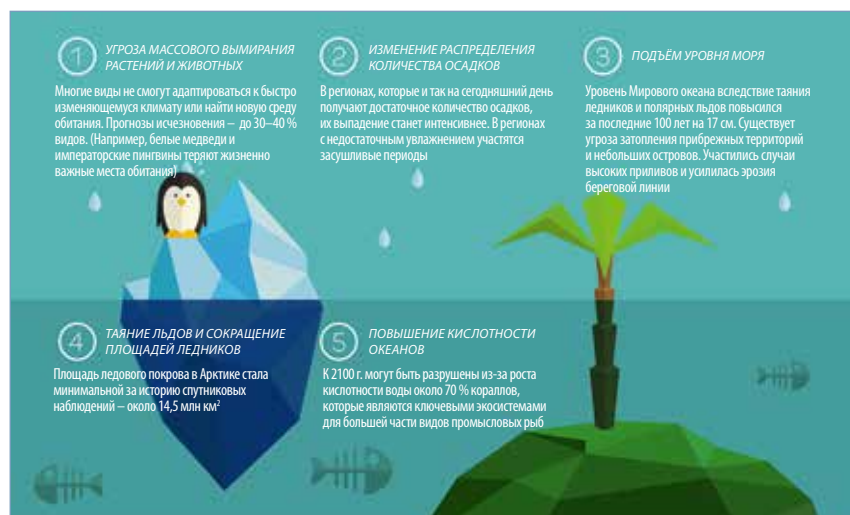 1
УГРОЗА МАССОВОГО ВЫМИРАНИЯ
РАСТЕНИЙ И ЖИВОТНЫХ
Многие виды не смогут адаптироваться к быстро
изменяющемуся климату или найти новую среду
обитания. Прогнозы исчезновения – до 30–40 %
видов. (Например, белые медведи и
императорские пингвины теряют жизненно
важные места обитания)
2
ИЗМЕНЕНИЕ РАСПРЕДЕЛЕНИЯ
КОЛИЧЕСТВА ОСАДКОВ
В регионах, которые и так на сегодняшний день
получают достаточное количество осадков,
их выпадение станет интенсивнее. В регионах
с недостаточным увлажнением участятся
засушливые периоды
3
ПОДЪЁМ УРОВНЯ МОРЯ
Уровень Мирового океана вследствие таяния
ледников и полярных льдов повысился
за последние 100 лет на 17 см. Существует
угроза затопления прибрежных территорий
и небольших островов. Участились случаи
высоких приливов и усилилась эрозия
береговой линии
4
ТАЯНИЕ ЛЬДОВ И СОКРАЩЕНИЕ
ПЛОЩАДЕЙ ЛЕДНИКОВ
Площадь ледового покрова в Арктике стала
минимальной за историю спутниковых
наблюдений – около 14,5 млн км²
5
ПОВЫШЕНИЕ КИСЛОТНОСТИ
ОКЕАНОВ
К 2100 г. могут быть разрушены из-за роста
кислотности воды около 70 % кораллов,
которые являются ключевыми экосистемами
для большей части видов промысловых рыб